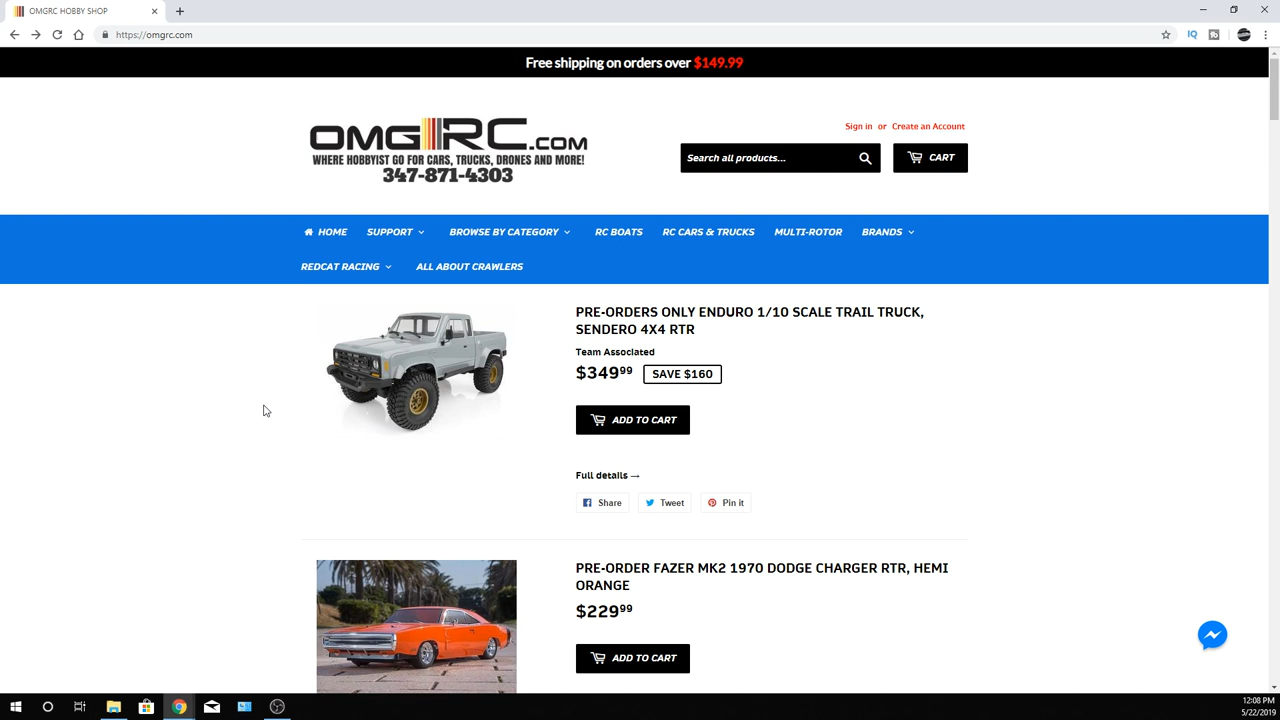 OMGRC HOBBY SHOP
https://omgrc.com
IQ
Free shipping on orders over $149.99
OMGRC.COM
WHERE HOBBYIST GO FOR CARS, TRUCKS, DRONES AND MORE!
347-871-4303
Sign in or Create an Account
Search all products...
CART
HOME SUPPORT BROWSE BY CATEGORY RC BOATS RC CARS & TRUCKS MULTI-ROTOR BRANDS
REDCAT RACING ALL ABOUT CRAWLERS
PRE-ORDERS ONLY ENDURO 1/10 SCALE TRAIL TRUCK,
SENDERO 4X4 RTR
Team Associated
$349.99 SAVE $160
ADD TO CART
Full details →
Share Tweet Pin it
PRE-ORDER FAZER MK2 1970 DODGE CHARGER RTR, HEMI
ORANGE
$229.99
ADD TO CART
12:08 PM
5/22/2019